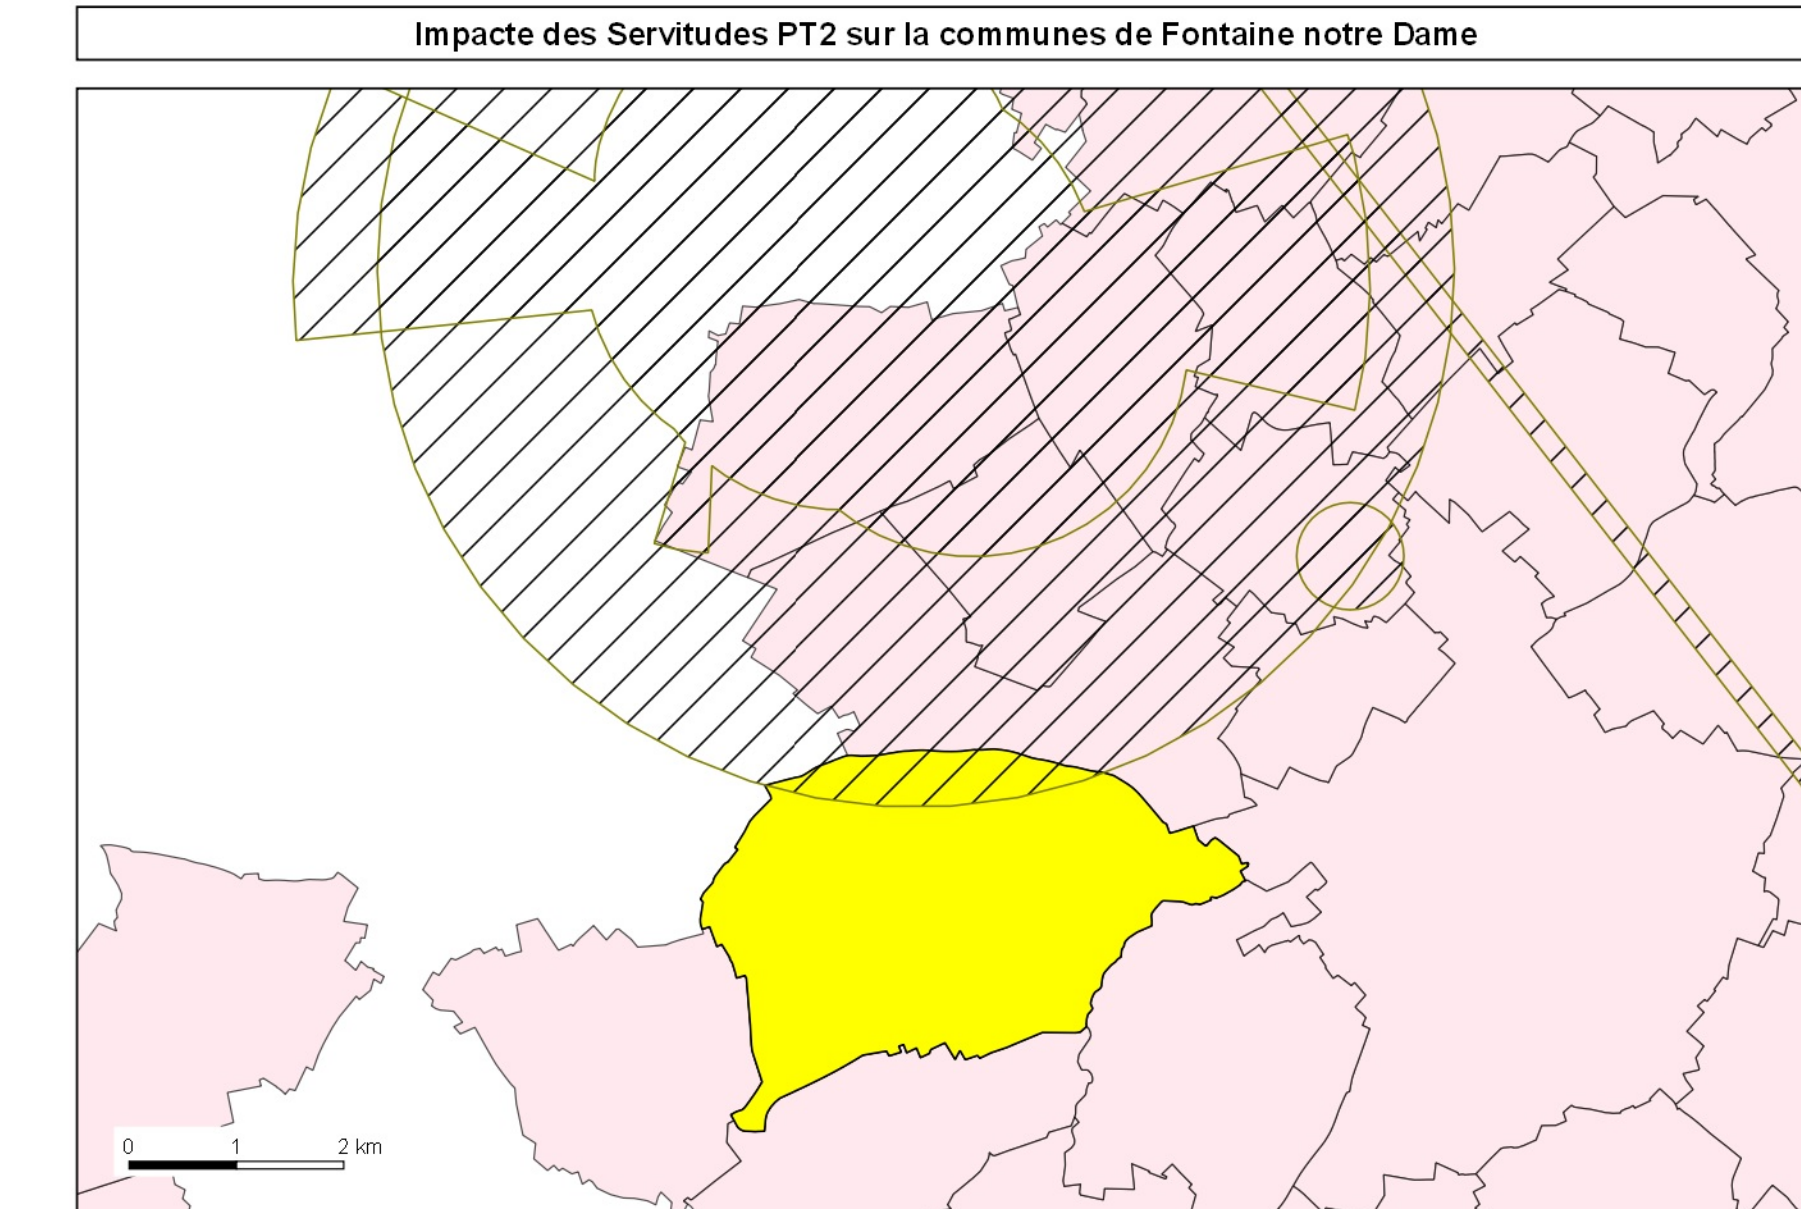 Impacte des Servitudes PT2 sur la communes de Fontaine notre Dame
0 1 2 km